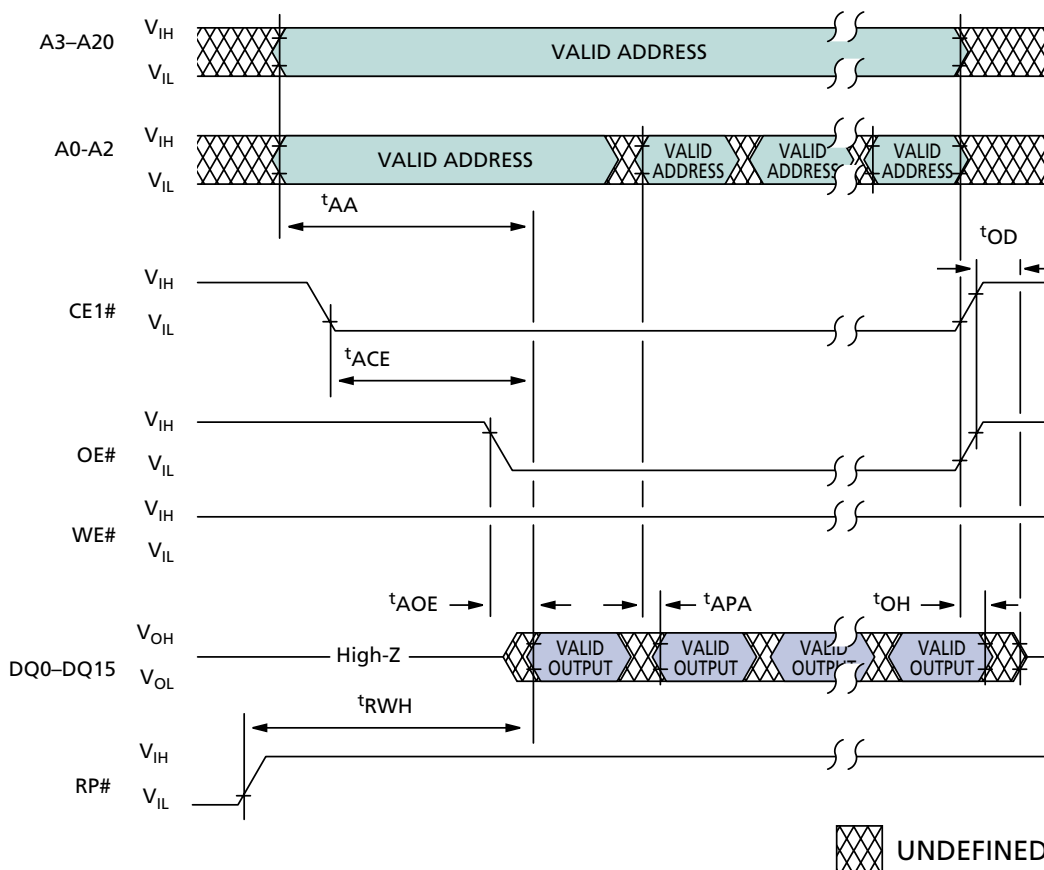 A3–A20
VIH
VIL
VALID ADDRESS
A0-A2
VIH
VIL
VALID ADDRESS
VALID
ADDRESS
VALID
ADDRESS
VALID
ADDRESS
tAA
tOD
CE1#
VIH
VIL
tACE
OE#
VIH
VIL
WE#
VIH
VIL
tAOE
tAPA
tOH
DQ0–DQ15
VOH
VOL
High-Z
VALID
OUTPUT
VALID
OUTPUT
VALID
OUTPUT
VALID
OUTPUT
tRWH
RP#
VIH
VIL
UNDEFINED